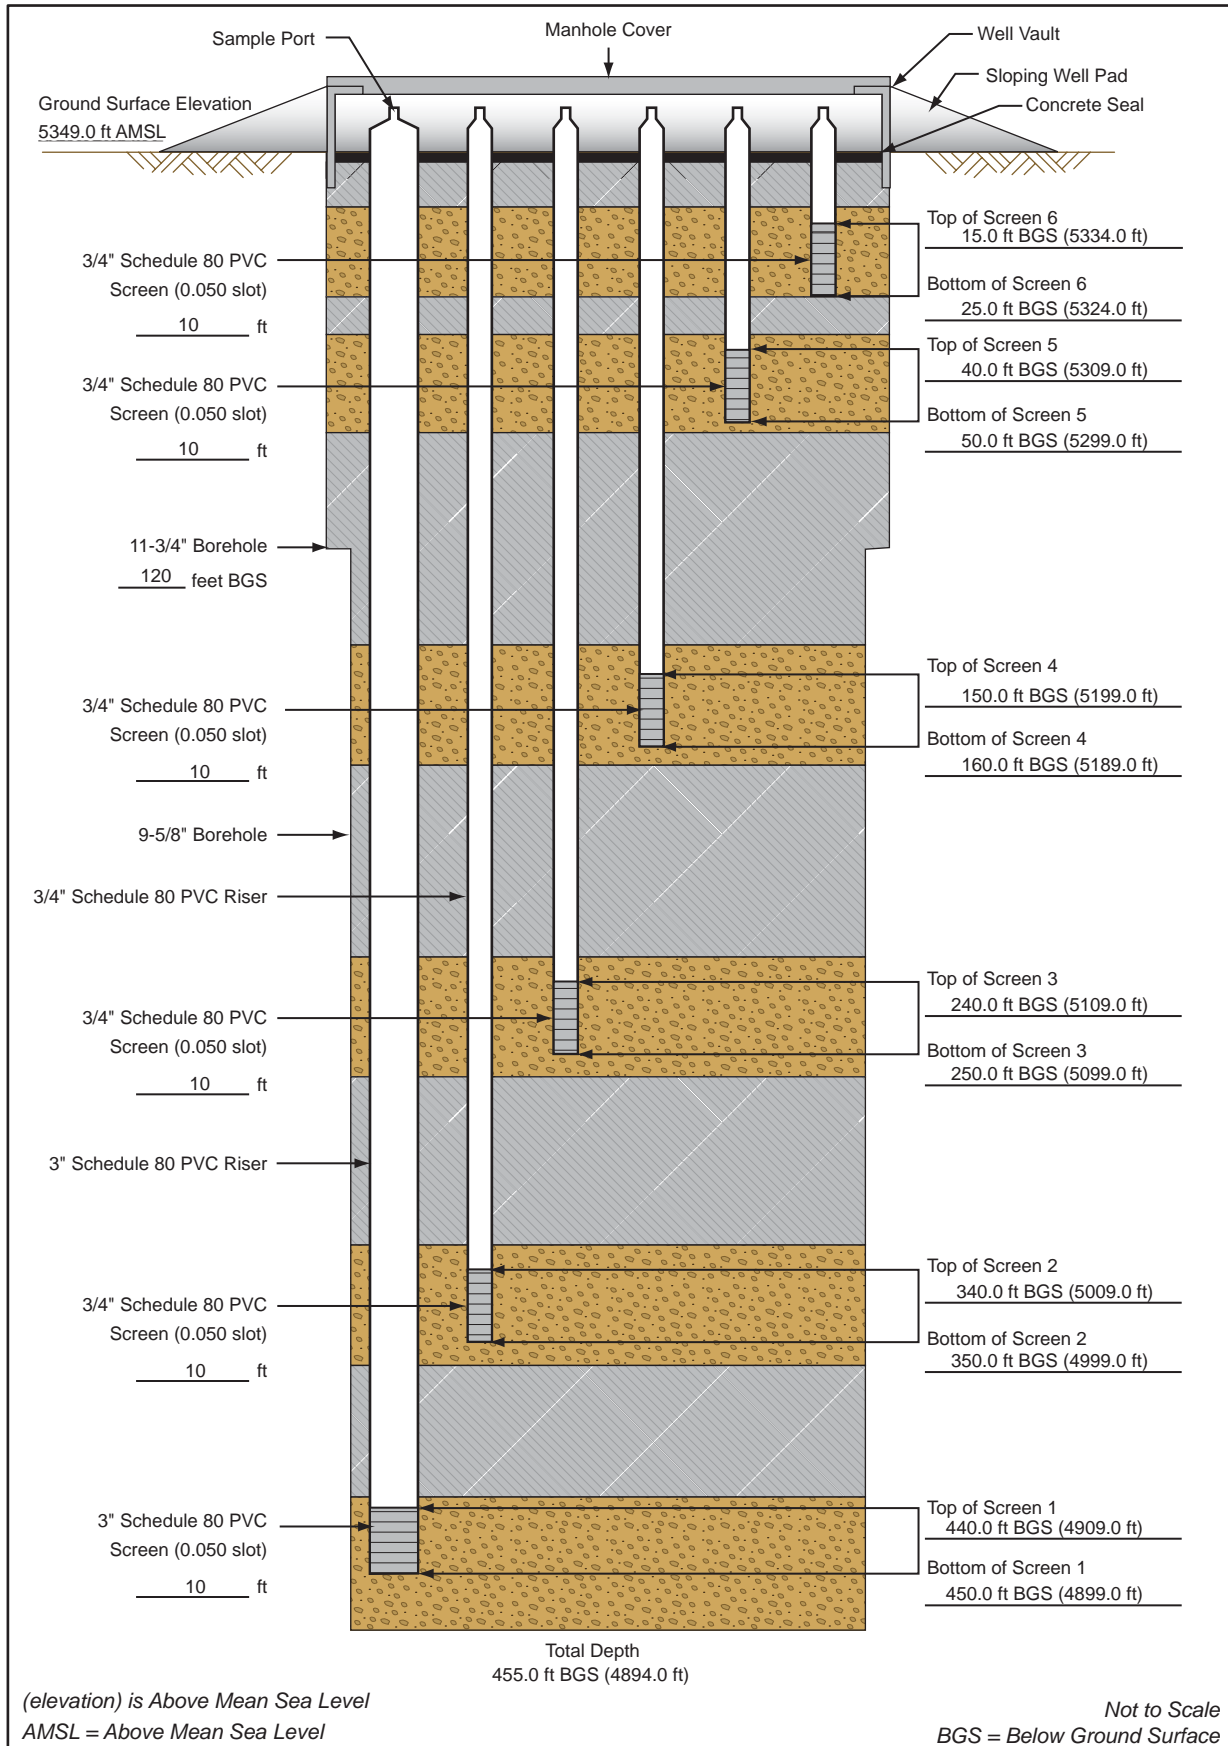 Sample Port
Manhole Cover
Well Vault
Sloping Well Pad
Concrete Seal
Ground Surface Elevation
5349.0 ft AMSL
Top of Screen 6
15.0 ft BGS (5334.0 ft)
3/4" Schedule 80 PVC
Screen (0.050 slot)
10 ft
Bottom of Screen 6
25.0 ft BGS (5324.0 ft)
Top of Screen 5
40.0 ft BGS (5309.0 ft)
3/4" Schedule 80 PVC
Screen (0.050 slot)
10 ft
Bottom of Screen 5
50.0 ft BGS (5299.0 ft)
11-3/4" Borehole
120 feet BGS
Top of Screen 4
150.0 ft BGS (5199.0 ft)
3/4" Schedule 80 PVC
Screen (0.050 slot)
10 ft
Bottom of Screen 4
160.0 ft BGS (5189.0 ft)
9-5/8" Borehole
3/4" Schedule 80 PVC Riser
Top of Screen 3
240.0 ft BGS (5109.0 ft)
3/4" Schedule 80 PVC
Screen (0.050 slot)
10 ft
Bottom of Screen 3
250.0 ft BGS (5099.0 ft)
3" Schedule 80 PVC Riser
Top of Screen 2
340.0 ft BGS (5009.0 ft)
3/4" Schedule 80 PVC
Screen (0.050 slot)
10 ft
Bottom of Screen 2
350.0 ft BGS (4999.0 ft)
Top of Screen 1
440.0 ft BGS (4909.0 ft)
3" Schedule 80 PVC
Screen (0.050 slot)
10 ft
Bottom of Screen 1
450.0 ft BGS (4899.0 ft)
Total Depth
455.0 ft BGS (4894.0 ft)
(elevation) is Above Mean Sea Level
AMSL = Above Mean Sea Level
Not to Scale
BGS = Below Ground Surface